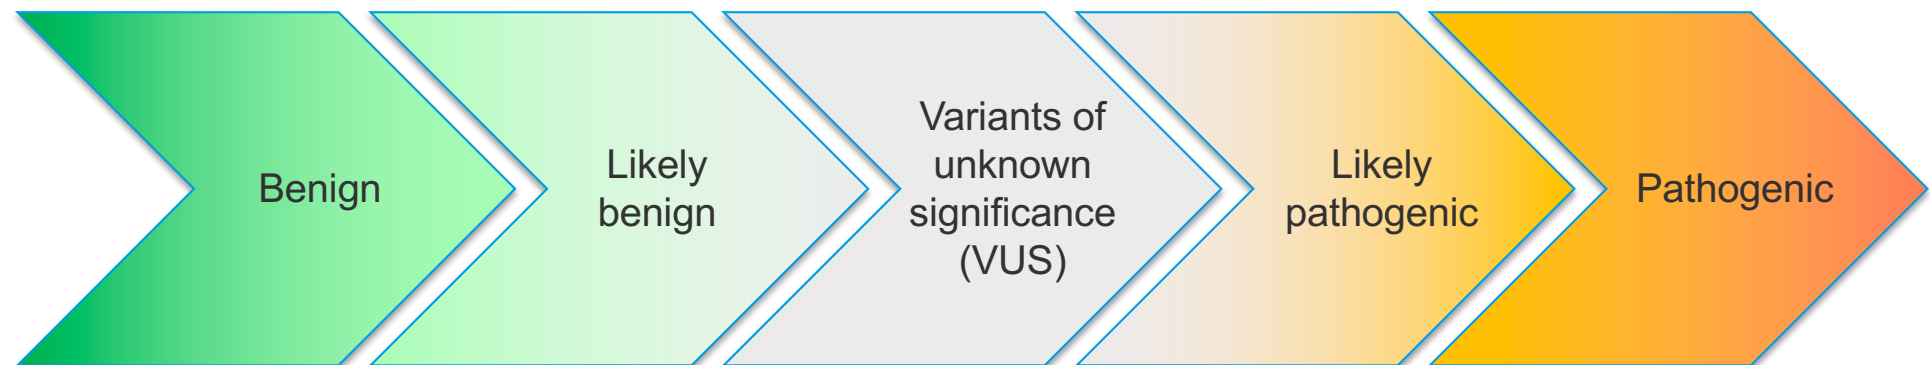 Benign
Likely
benign
Variants of
unknown
significance
(VUS)
Likely
pathogenic
Pathogenic